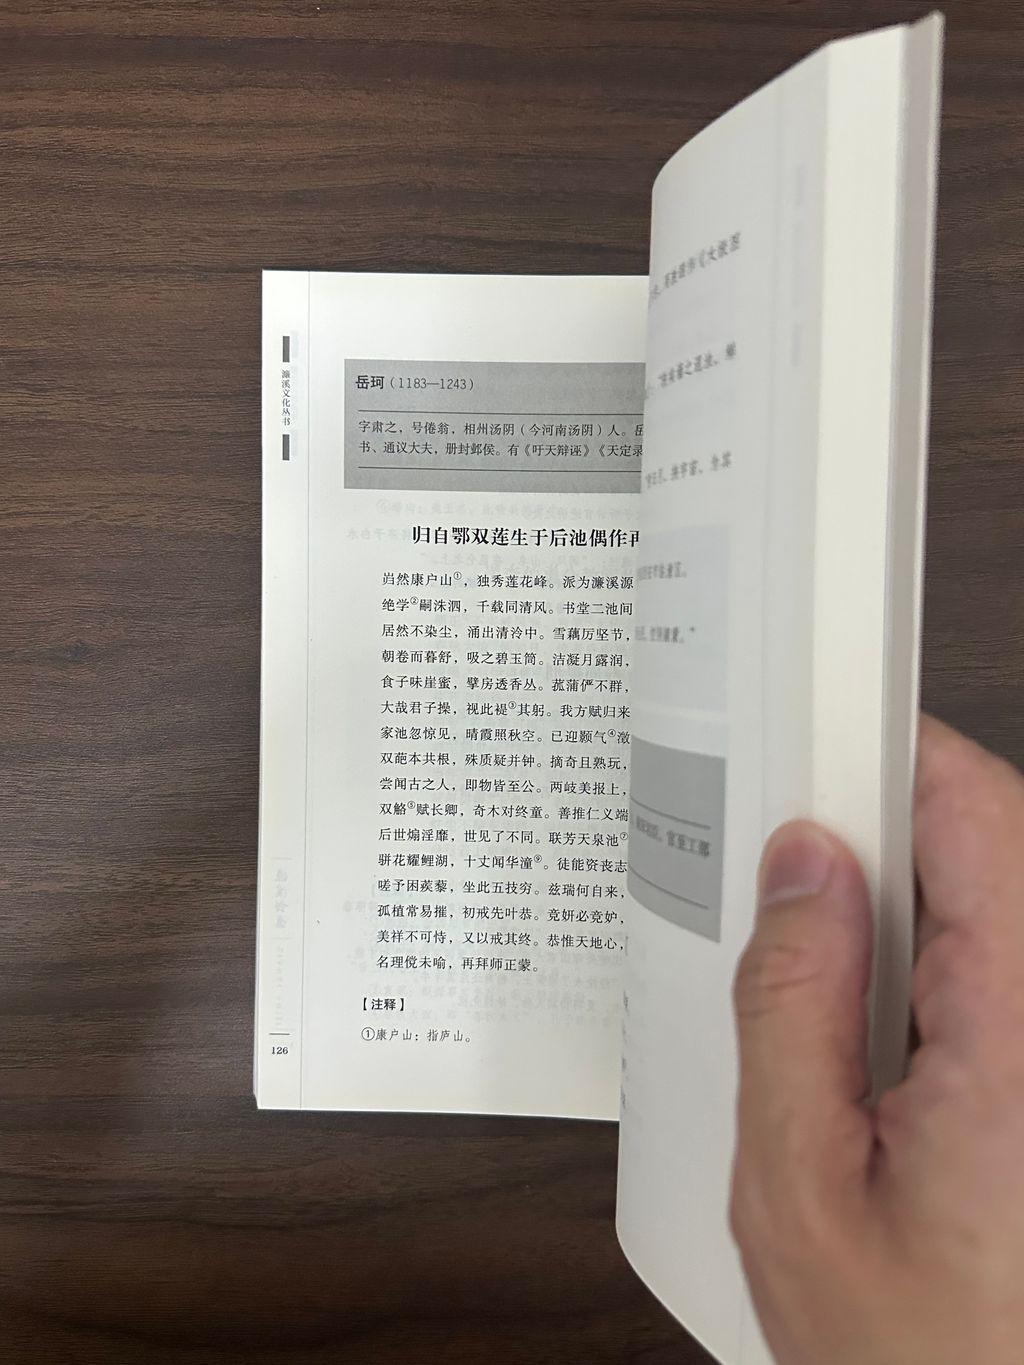 濂溪文化丛书
岳珂（1183—1243）
字肃之，号倦翁，相州汤阴（今河南汤阴）人。岳
书、通议大夫，册封邺侯。有《吁天辩诬》《天定录
归自鄂双莲生于后池偶作再
岿然康户山①，独秀莲花峰。派为濂溪源
绝学②嗣洙泗，千载同清风。书堂二池间
居然不染尘，涌出清泠中。雪藕厉坚节，
朝卷而暮舒，吸之碧玉筒。洁凝月露润，
食子味崖蜜，擘房透香丛。菰蒲俨不群，
大哉君子操，视此褆③其躬。我方赋归来
家池忽惊见，晴霞照秋空。已迎颢气④澂
双葩本共根，殊质疑并钟。摘奇且熟玩，
尝闻古之人，即物皆至公。两岐美报上，
双觡⑤赋长卿，奇木对终童。善推仁义端
后世煽淫靡，世见了不同。联芳天泉池⑦
骈花耀鲤湖，十丈闻华潼⑨。徒能资丧志
嗟予困蒺藜，坐此五技穷。兹瑞何自来，
孤植常易摧，初戒先叶恭。竞妍必竞妒，
美祥不可恃，又以戒其终。恭惟天地心，
名理傥未喻，再拜师正蒙。
【注释】
①康户山：指庐山。
126